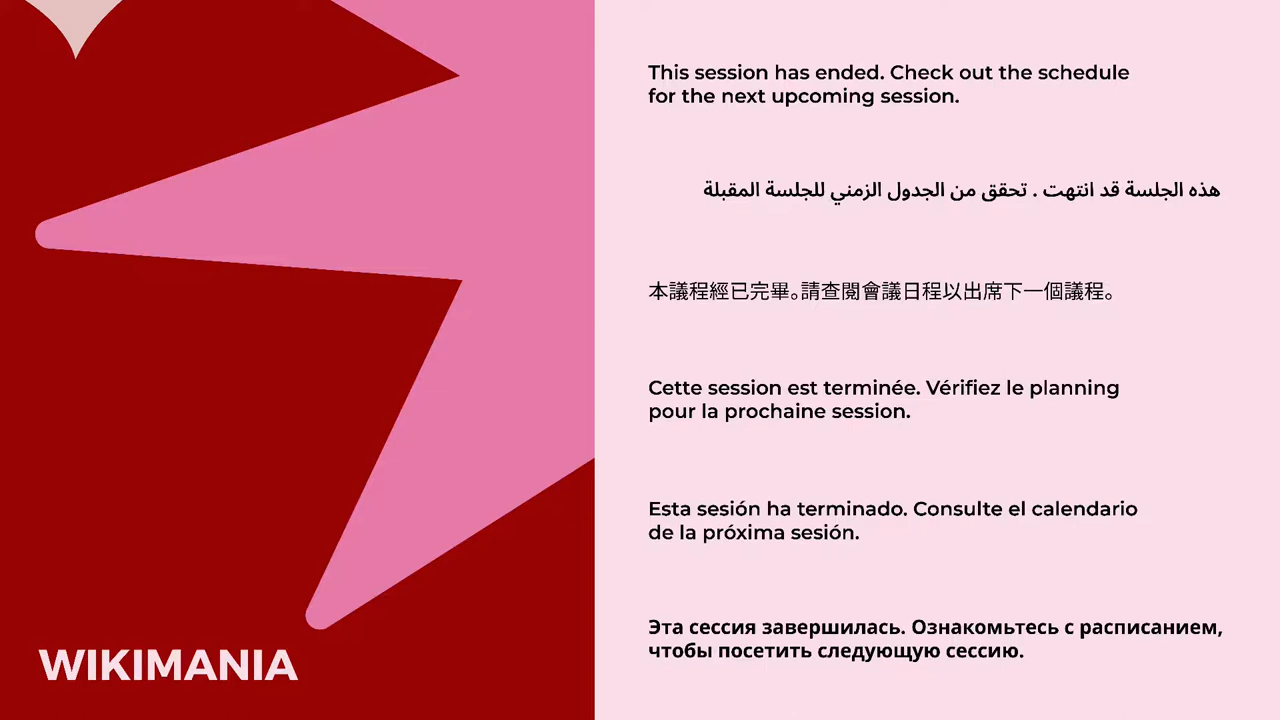 This session has ended. Check out the schedule
for the next upcoming session.
هذه الجلسة قد انتهت . تحقق من الجدول الزمني للجلسة المقبلة
本議程經已完畢。請查閱會議日程以出席下一個議程。
Cette session est terminée. Vérifiez le planning
pour la prochaine session.
Esta sesión ha terminado. Consulte el calendario
de la próxima sesión.
Эта сессия завершилась. Ознакомьтесь с расписанием,
чтобы посетить следующую сессию.
WIKIMANIA